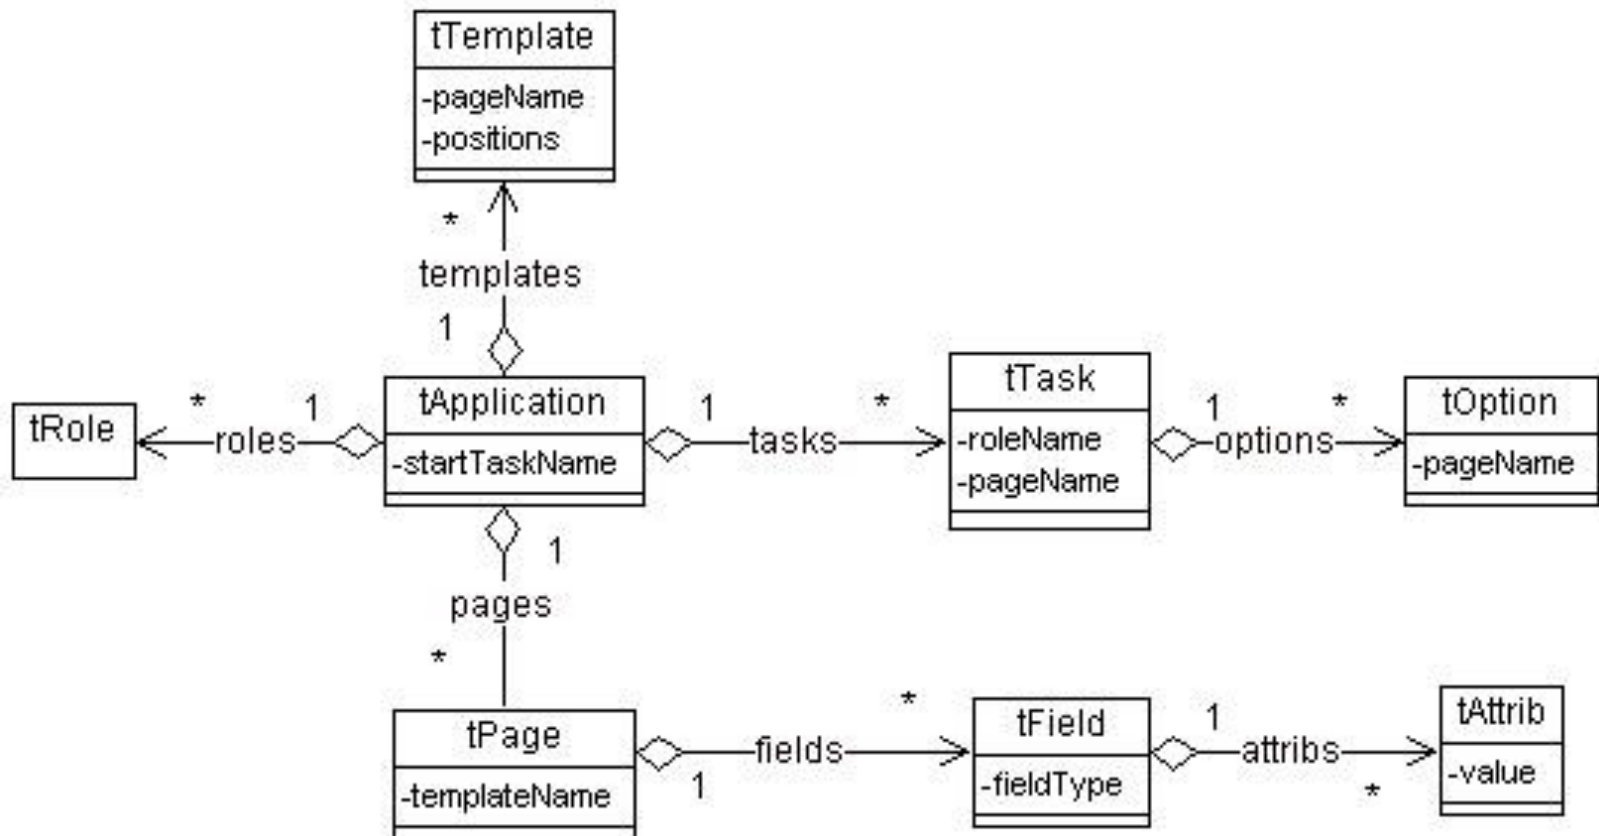 tTemplate
-pageName
-positions
*
templates
1
tRole
* 1
roles
tApplication
-startTaskName
1 *
tasks
tTask
-roleName
-pageName
1 *
options
tOption
-pageName
1
pages
*
tPage
-templateName
*
fields
1
tField
-fieldType
1
attribs
*
tAttrib
-value